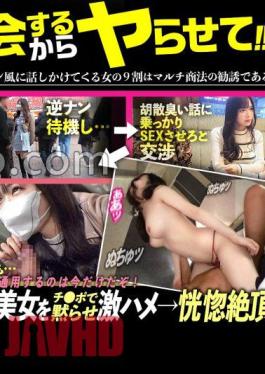 会するからヤらせて!!
ン風に話しかけてくる女の9割はマルチ商法の勧誘である
逆ナン
待機し…
胡散臭い話に
乗っかり
SEXさせろと
交渉
ああッ
ぬちゅッ
ぬちゅッ
通用するのは今だけだぞ!
美女をチ●ポで黙らせ激ハメ→恍惚絶頂